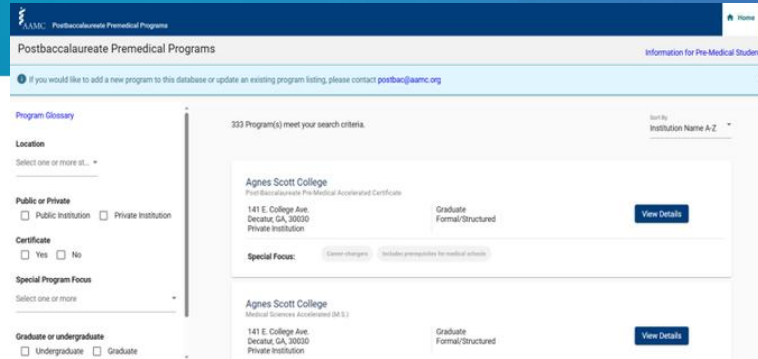 AAMC Postbaccalaureate Premedical Programs
Home
Postbaccalaureate Premedical Programs
Information for Pre-Medical Studen
If you would like to add a new program to this database or update an existing program listing, please contact postbac@aamc.org
Program Glossary
Location
Select one or more st...
Public or Private
Public Institution Private Institution
Certificate
Yes No
Special Program Focus
Select one or more
Graduate or undergraduate
Undergraduate Graduate
333 Program(s) meet your search criteria.
Sort By
Institution Name A-Z
Agnes Scott College
Post-Baccalaureate Pre-Medical Accelerated Certificate
141 E. College Ave.
Decatur, GA, 30030
Private Institution
Graduate
Formal/Structured
View Details
Special Focus: Career-changers Includes prerequisites for medical schools
Agnes Scott College
Medical Sciences Accelerated (M.S.)
141 E. College Ave.
Decatur, GA, 30030
Private Institution
Graduate
Formal/Structured
View Details